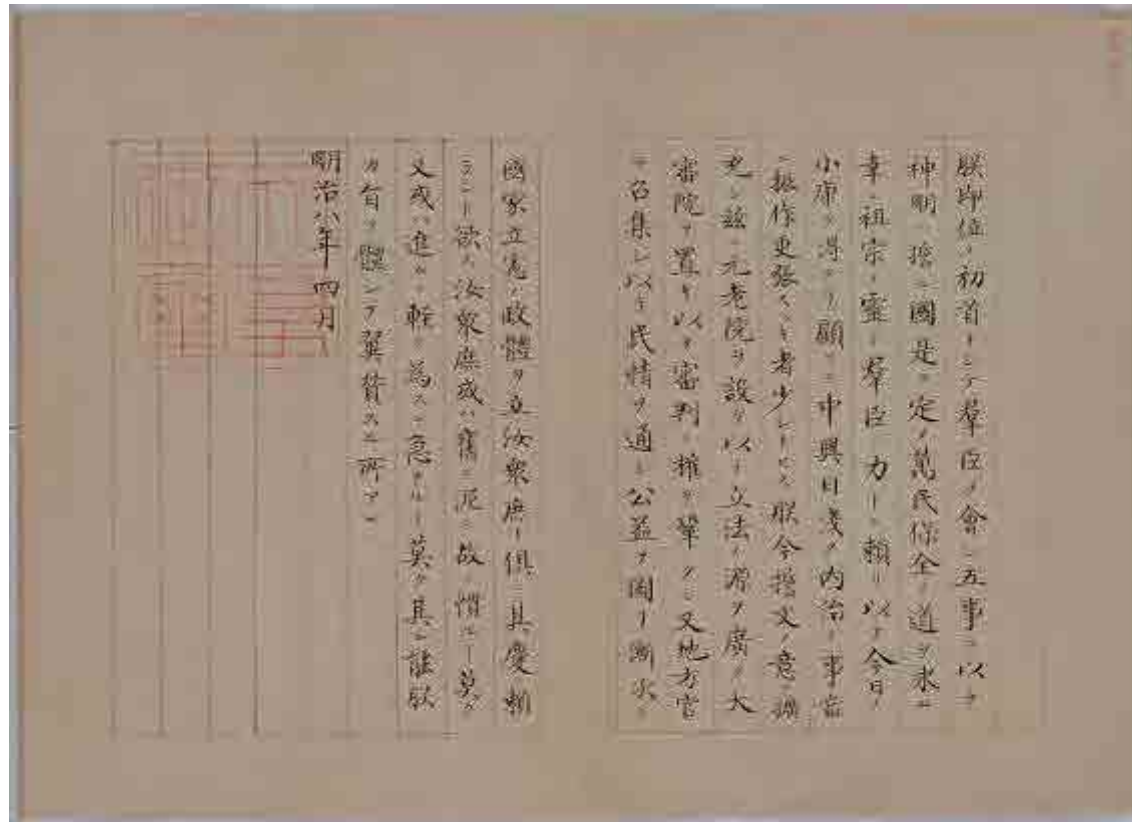 朕即位ノ初首トシテ群臣ヲ會シ五事ヲ以テ
神明ニ誓ヒ國是ヲ定メ萬民保全ノ道ヲ求ム
幸ニ祖宗ノ靈ト群臣ノ力トニ頼リ以テ今日ノ
小康ヲ得タリ顧ニ中興日淺ク内治ノ事當
ニ振作更張スヘキ者少シトセス朕今誓文ノ意ヲ擴
充シ茲ニ元老院ヲ設ケ以テ立法ノ源ヲ廣メ大
審院ヲ置キ以テ審判ノ權ヲ鞏クシ又地方官
ヲ召集シ以テ民情ヲ通シ公益ヲ圖リ漸次ニ
國家立憲ノ政體ヲ立汝衆庶ト倶ニ其慶ニ頼
ラント欲ス汝衆庶或ハ舊ニ泥ミ故ニ慣ルヽコト莫ク
又或ハ進ムニ輕ク爲スニ急ナルコト莫ク其レ能朕
カ旨ヲ體シテ翼賛スル所アレ
明治八年四月